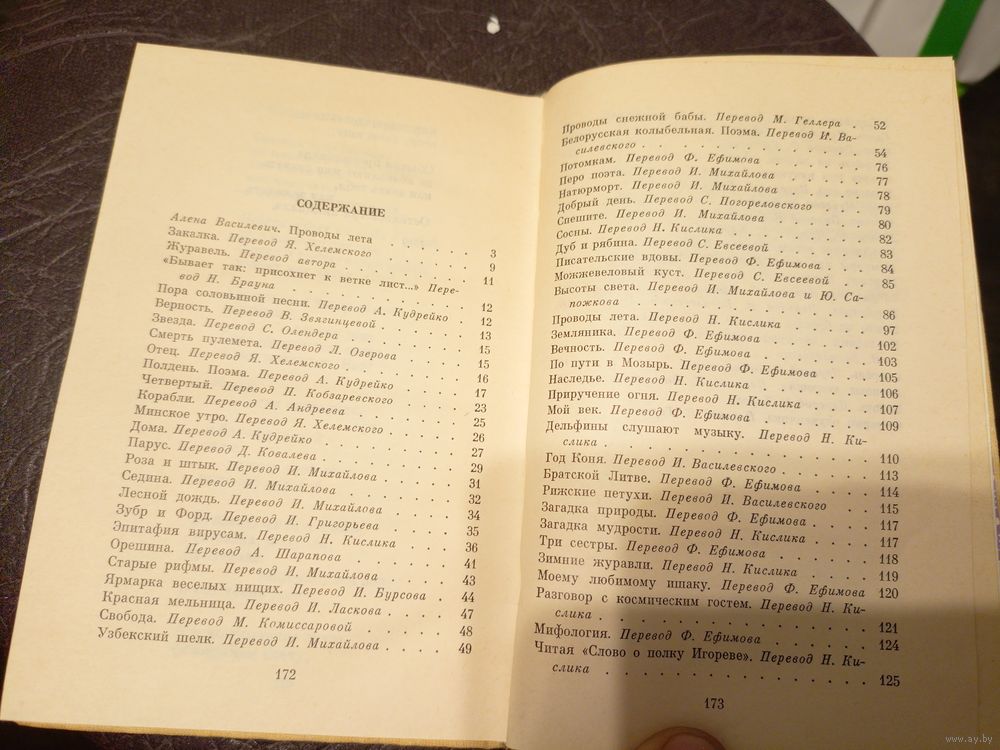 СОДЕРЖАНИЕ
Алена Василевич. Проводы лета . . . . . . 3
Закалка. Перевод Я. Хелемского . . . . . . 9
Журавель. Перевод автора . . . . . . 11
«Бывает так: присохнет к ветке лист...» Пере-
вод Н. Брауна . . . . . . 12
Пора соловьиной песни. Перевод А. Кудрейко . 12
Верность. Перевод В. Звягинцевой . . . . 13
Звезда. Перевод С. Олендера . . . . . 15
Смерть пулемета. Перевод Л. Озерова . . . 15
Отец. Перевод Я. Хелемского . . . . . 16
Полдень. Поэма. Перевод А. Кудрейко . . . 17
Четвертый. Перевод П. Кобзаревского . . . 23
Корабли. Перевод А. Андреева . . . . . 25
Минское утро. Перевод Я. Хелемского . . . 26
Дома. Перевод А. Кудрейко . . . . . 27
Парус. Перевод Д. Ковалева . . . . . 29
Роза и штык. Перевод И. Михайлова . . . . 31
Седина. Перевод И. Михайлова . . . . . 32
Лесной дождь. Перевод И. Михайлова . . . 34
Зубр и Форд. Перевод И. Григорьева . . . . 35
Эпитафия вирусам. Перевод Н. Кислика . . . 36
Орешина. Перевод А. Шарапова . . . . . 41
Старые рифмы. Перевод И. Михайлова . . . 43
Ярмарка веселых нищих. Перевод И. Бурсова . 44
Красная мельница. Перевод И. Ласкова . . . 47
Свобода. Перевод М. Комиссаровой . . . . 48
Узбекский шелк. Перевод И. Михайлова . . . 49
172
Проводы снежной бабы. Перевод М. Геллера . 52
Белорусская колыбельная. Поэма. Перевод И. Ва-
силевского . . . . . . 54
Потомкам. Перевод Ф. Ефимова . . . . . 76
Перо поэта. Перевод И. Михайлова . . . . 77
Натюрморт. Перевод И. Михайлова . . . . 78
Добрый день. Перевод С. Погореловского . . 79
Спешите. Перевод И. Михайлова . . . . 80
Сосны. Перевод Н. Кислика . . . . . 82
Дуб и рябина. Перевод С. Евсеевой . . . . 83
Писательские вдовы. Перевод Ф. Ефимова . . 84
Можжевеловый куст. Перевод С. Евсеевой . . 85
Высоты света. Перевод И. Михайлова и Ю. Са-
пожкова . . . . . . 86
Проводы лета. Перевод Н. Кислика . . . . 97
Земляника. Перевод Ф. Ефимова . . . . 102
Вечность. Перевод Ф. Ефимова . . . . . 103
По пути в Мозырь. Перевод Ф. Ефимова . . . 105
Наследье. Перевод Н. Кислика . . . . . 106
Приручение огня. Перевод Н. Кислика . . . 107
Мой век. Перевод Ф. Ефимова . . . . . 109
Дельфины слушают музыку. Перевод Н. Ки-
слика . . . . . . 110
Год Коня. Перевод И. Василевского . . . . 113
Братской Литве. Перевод Ф. Ефимова . . . 114
Рижские петухи. Перевод И. Василевского . . 115
Загадка природы. Перевод Ф. Ефимова . . . 117
Загадка мудрости. Перевод Н. Кислика . . . 117
Три сестры. Перевод Ф. Ефимова . . . . 118
Зимние журавли. Перевод Н. Кислика . . . 119
Моему любимому ишаку. Перевод Ф. Ефимова 120
Разговор с космическим гостем. Перевод Н. Ки-
слика . . . . . . 121
Мифология. Перевод Ф. Ефимова . . . . 124
Читая «Слово о полку Игореве». Перевод Н. Ки-
слика . . . . . . 125
173
www.ay.by